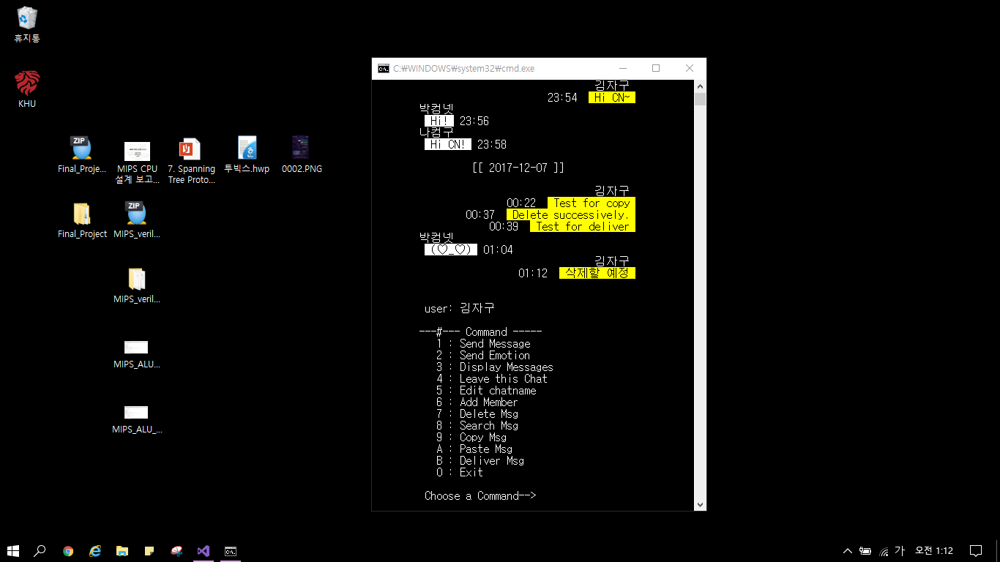 휴지통
KHU
Final_Proje...
MIPS CPU
설계 보고...
7. Spanning
Tree Proto...
투빅스.hwp
0002.PNG
Final_Project
MIPS_veril...
MIPS_veril...
MIPS_ALU...
MIPS_ALU_...
C:₩WINDOWS₩system32₩cmd.exe
김자구
23:54 Hi CN~
박컴넷
Hi! 23:56
나컴구
Hi CN! 23:58
[[ 2017-12-07 ]]
김자구
00:22 Test for copy
00:37 Delete successively.
00:39 Test for deliver
박컴넷
(♡_♡) 01:04
김자구
01:12 삭제할 예정
user: 김자구
---#--- Command -----
1 : Send Message
2 : Send Emotion
3 : Display Messages
4 : Leave this Chat
5 : Edit chatname
6 : Add Member
7 : Delete Msg
8 : Search Msg
9 : Copy Msg
A : Paste Msg
B : Deliver Msg
0 : Exit
Choose a Command-->
가
오전 1:12